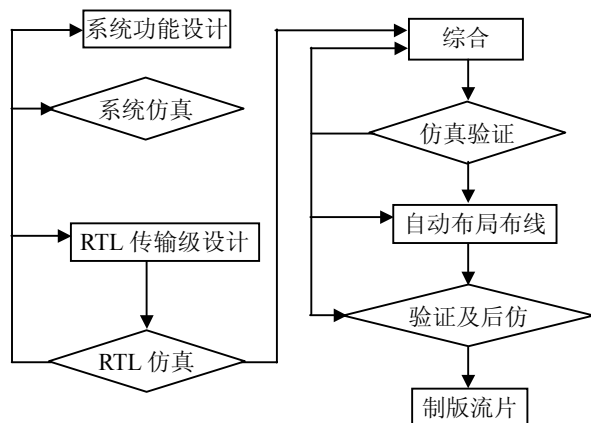 系统功能设计
系统仿真
RTL 传输级设计
RTL 仿真
综合
仿真验证
自动布局布线
验证及后仿
制版流片